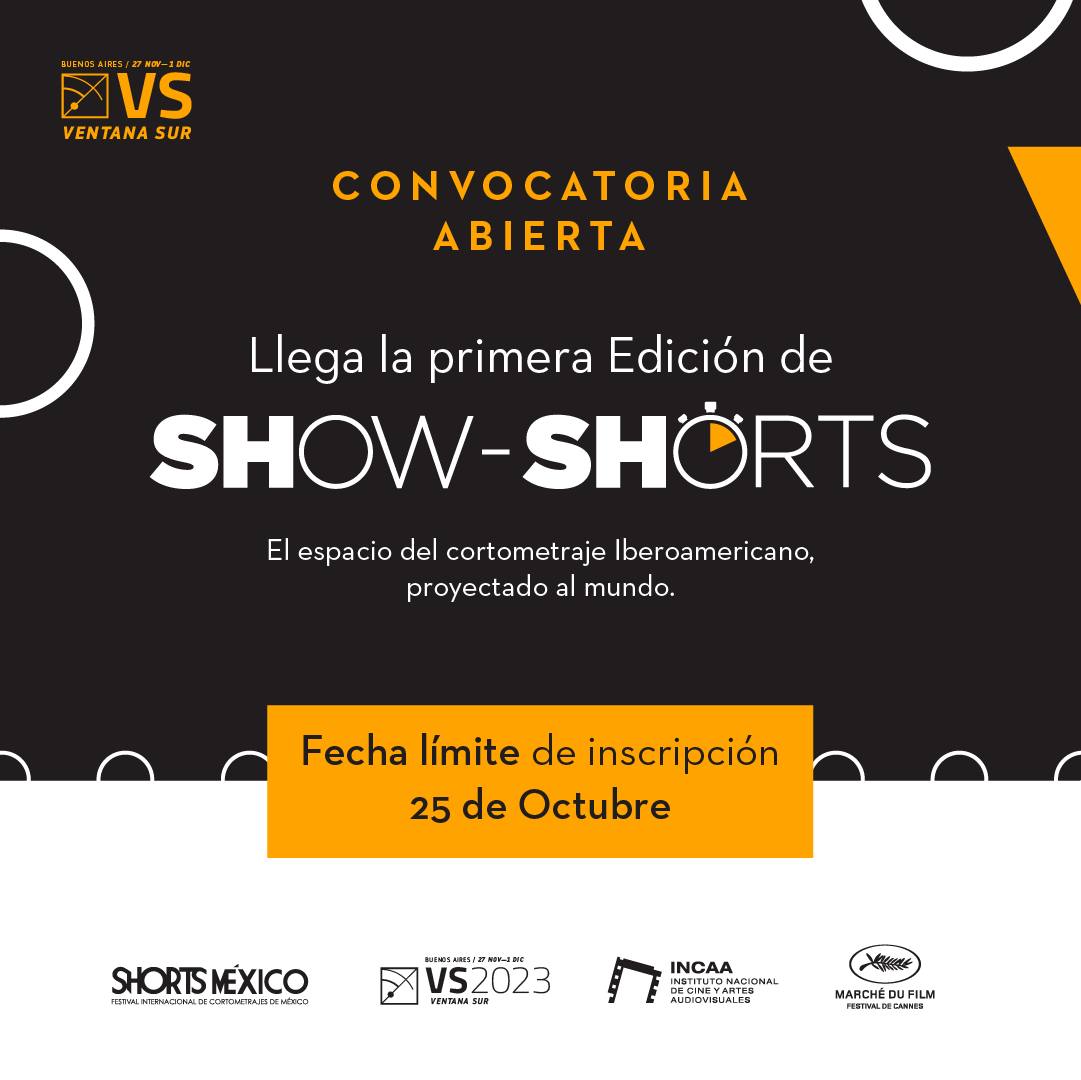 BUENOS AIRES / 27 NOV—1 DIC
VS
VENTANA SUR
CONVOCATORIA
ABIERTA
Llega la primera Edición de
SHOW-SHORTS
El espacio del cortometraje Iberoamericano,
proyectado al mundo.
Fecha límite de inscripción
25 de Octubre
SHORTS MÉXICO
FESTIVAL INTERNACIONAL DE CORTOMETRAJES DE MÉXICO
BUENOS AIRES / 27 NOV—1 DIC
VS2023
VENTANA SUR
INCAA
INSTITUTO NACIONAL
DE CINE Y ARTES
AUDIOVISUALES
MARCHÉ DU FILM
FESTIVAL DE CANNES